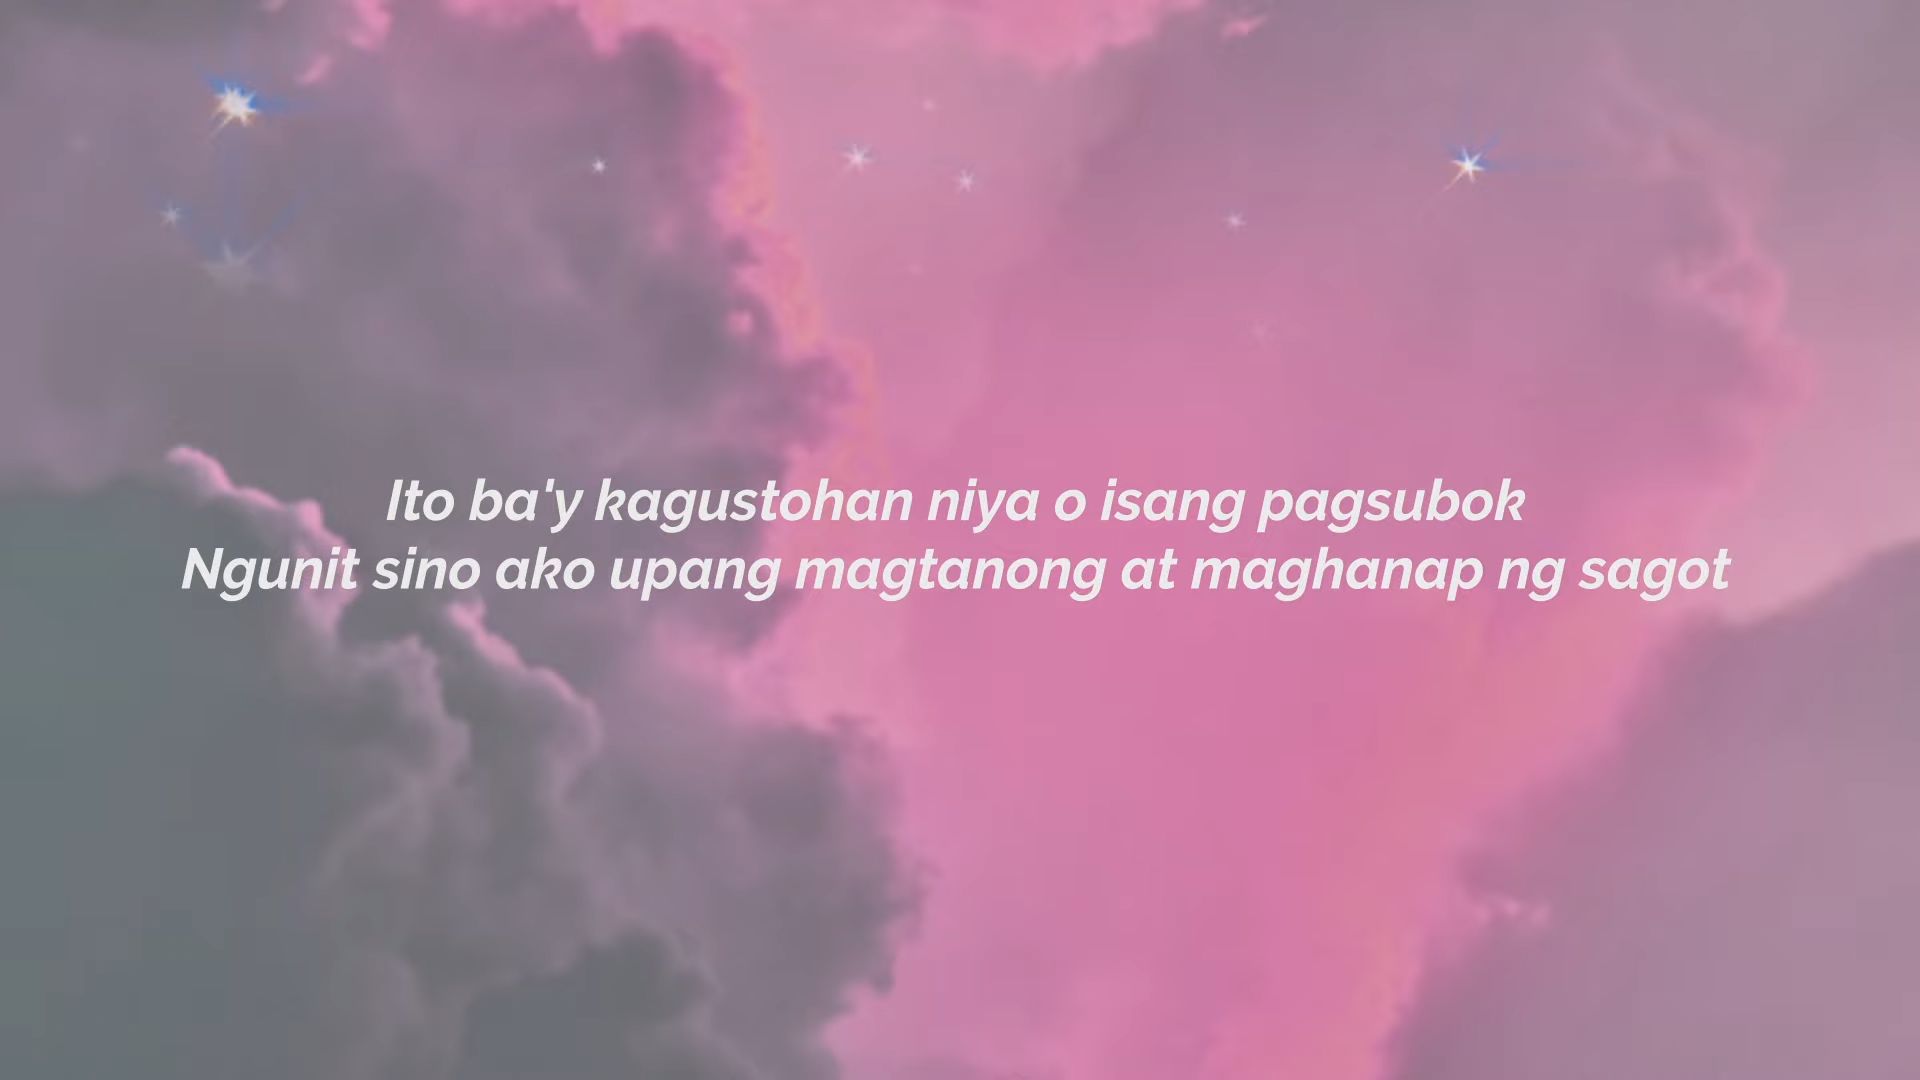 Ito ba'y kagustohan niya o isang pagsubok
Ngunit sino ako upang magtanong at maghanap ng sagot